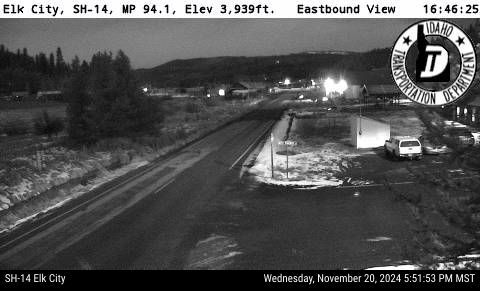 Elk City, SH-14, MP 94.1, Elev 3,939ft. Eastbound View 16:46:25
IDAHO
TRANSPORTATION DEPARTMENT
SH-14 Elk City Wednesday, November 20, 2024 5:51:53 PM MST